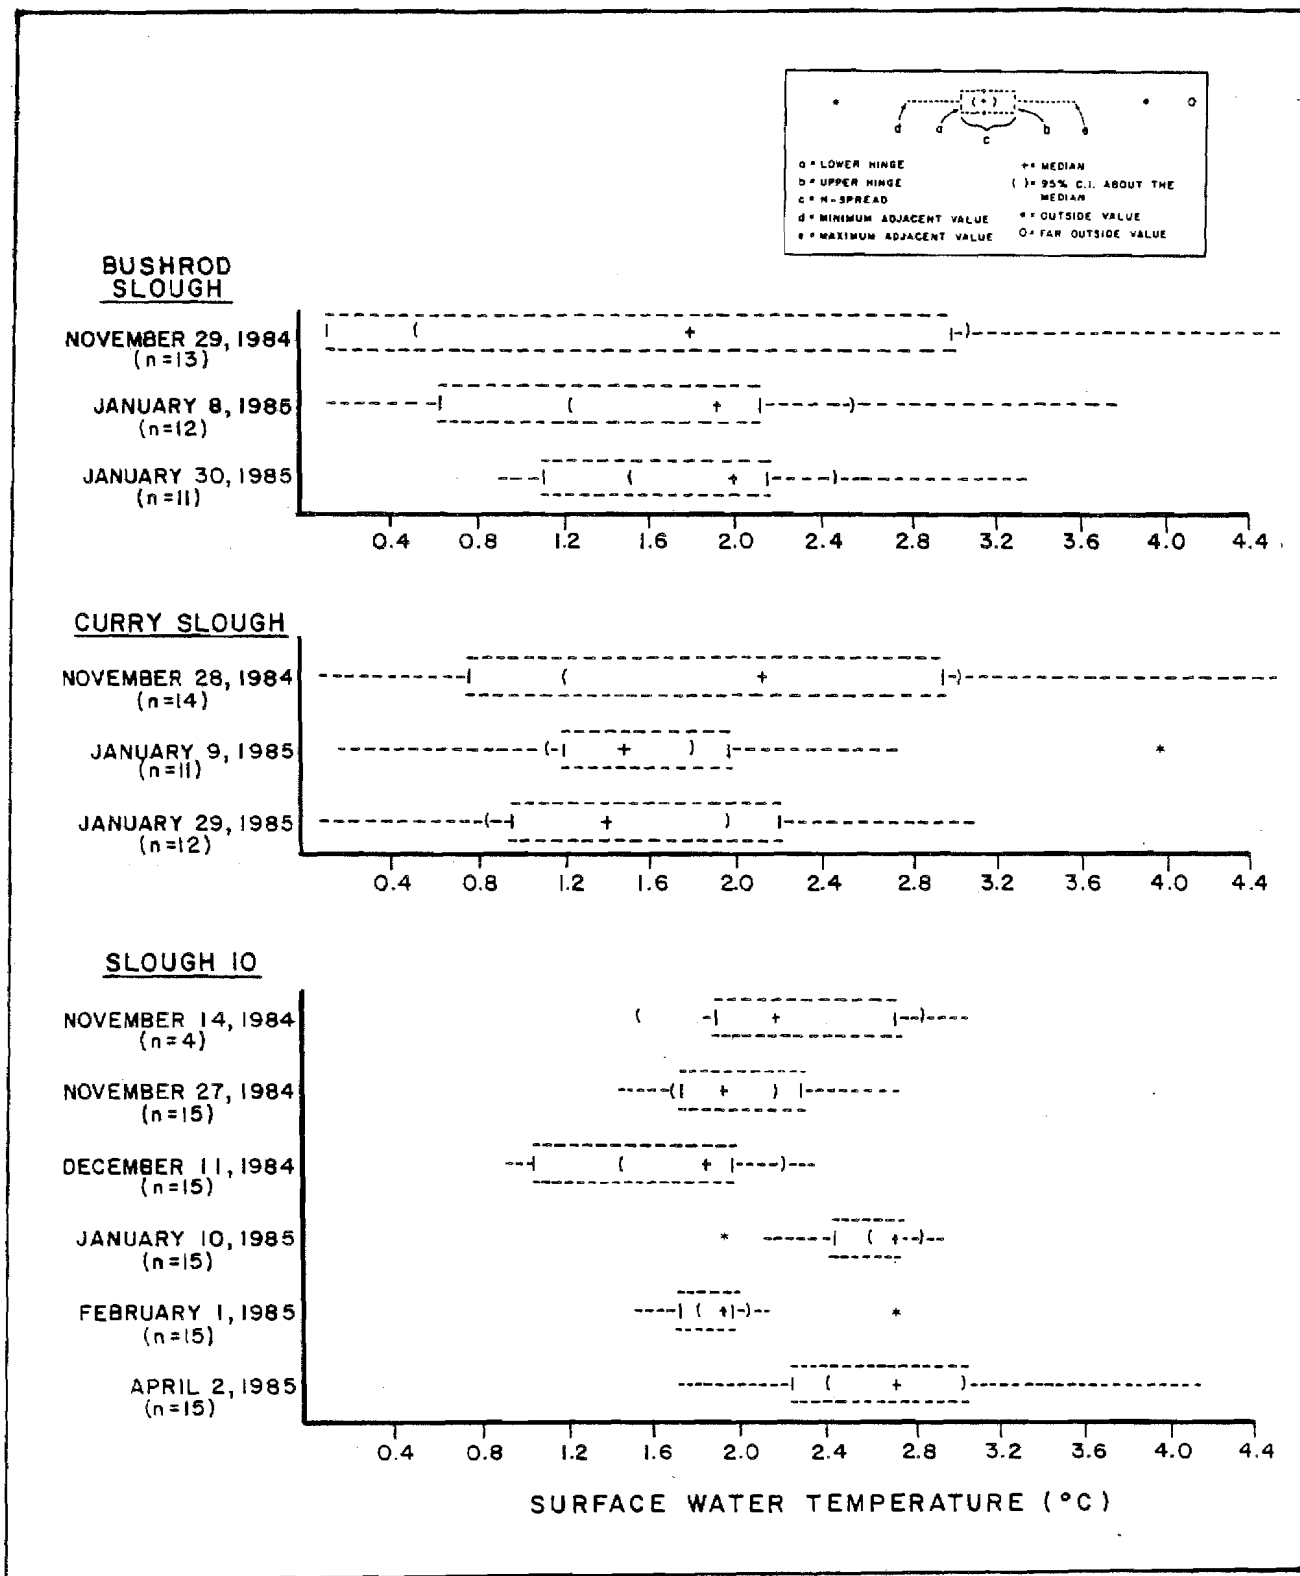 * ( + ) * O
d a c b e
a = LOWER HINGE
b = UPPER HINGE
c = H-SPREAD
d = MINIMUM ADJACENT VALUE
e = MAXIMUM ADJACENT VALUE
+ = MEDIAN
( ) = 95% C.I. ABOUT THE
MEDIAN
* = OUTSIDE VALUE
O = FAR OUTSIDE VALUE
BUSHROD
SLOUGH
NOVEMBER 29, 1984
(n=13)
JANUARY 8, 1985
(n=12)
JANUARY 30, 1985
(n=11)
0.4 0.8 1.2 1.6 2.0 2.4 2.8 3.2 3.6 4.0 4.4
CURRY SLOUGH
NOVEMBER 28, 1984
(n=14)
JANUARY 9, 1985
(n=11)
JANUARY 29, 1985
(n=12)
0.4 0.8 1.2 1.6 2.0 2.4 2.8 3.2 3.6 4.0 4.4
SLOUGH 10
NOVEMBER 14, 1984
(n=4)
NOVEMBER 27, 1984
(n=15)
DECEMBER 11, 1984
(n=15)
JANUARY 10, 1985
(n=15)
FEBRUARY 1, 1985
(n=15)
APRIL 2, 1985
(n=15)
0.4 0.8 1.2 1.6 2.0 2.4 2.8 3.2 3.6 4.0 4.4
SURFACE WATER TEMPERATURE (°C)